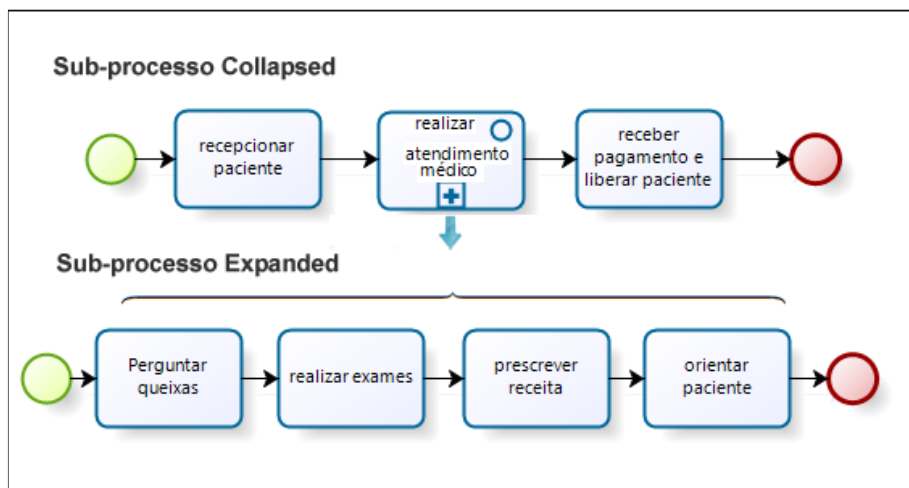 Sub-processo Collapsed
recepcionar
paciente
realizar
atendimento
médico
receber
pagamento e
liberar paciente
Sub-processo Expanded
Perguntar
queixas
realizar exames
prescrever
receita
orientar
paciente